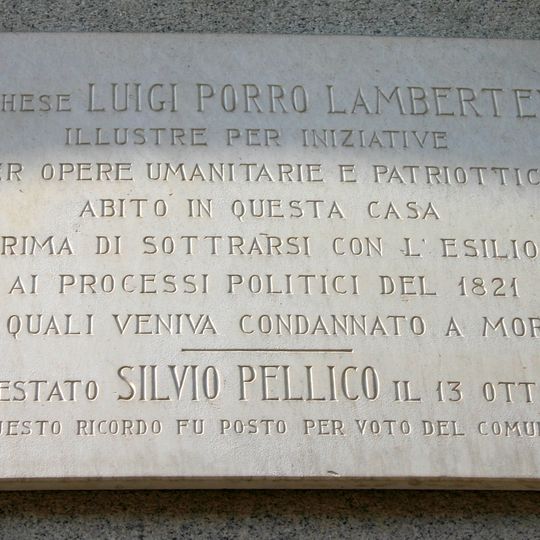 HESE LUIGI PORRO LAMBERTE
ILLUSTRE PER INIZIATIVE
ER OPERE UMANITARIE E PATRIOTTIC
ABITO IN QUESTA CASA
RIMA DI SOTTRARSI CON L'ESILIO
AI PROCESSI POLITICI DEL 1821
QUALI VENIVA CONDANNATO A MOR
ESTATO SILVIO PELLICO IL 13 OTT
UESTO RICORDO FU POSTO PER VOTO DEL COMU